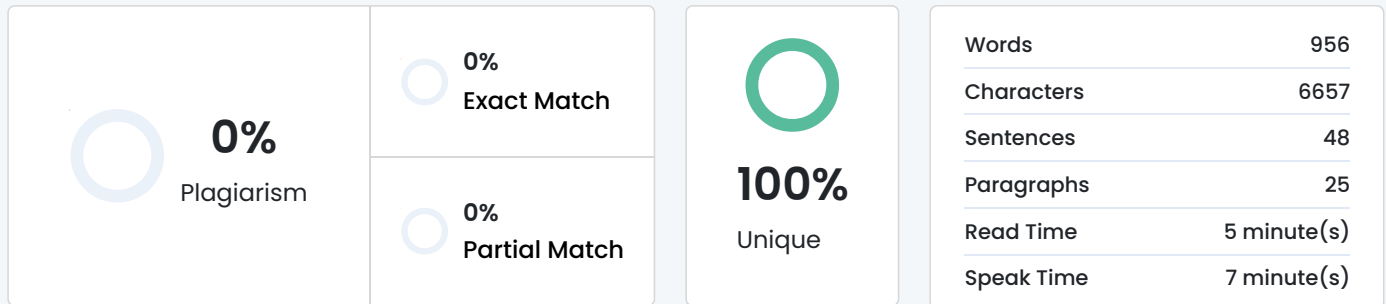 0%
Plagiarism
0%
Exact Match
0%
Partial Match
100%
Unique
Words 956
Characters 6657
Sentences 48
Paragraphs 25
Read Time 5 minute(s)
Speak Time 7 minute(s)